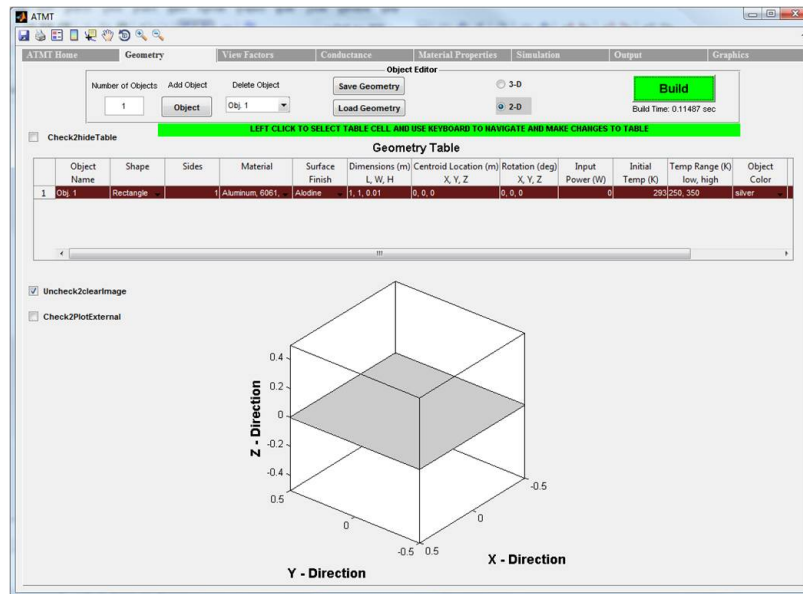 ATMT
ATMT Home Geometry View Factors Conductance Material Properties Simulation Output Graphics
Object Editor
Number of Objects Add Object Delete Object Save Geometry 3-D Build
1 Object Obj. 1 Load Geometry 2-D Build Time: 0.11487 sec
Check2hideTable LEFT CLICK TO SELECT TABLE CELL AND USE KEYBOARD TO NAVIGATE AND MAKE CHANGES TO TABLE
Geometry Table
Object Shape Sides Material Surface Dimensions (m) Centroid Location (m) Rotation (deg) Input Initial Temp Range (K) Object
Name Finish L, W, H X, Y, Z X, Y, Z Power (W) Temp (K) low, high Color
1 Obj. 1 Rectangle 1 Aluminum, 6061, Alodine 1, 1, 0.01 0, 0, 0 0, 0, 0 0 293 250, 350 silver
Uncheck2clearImage
Check2PlotExternal
0.4
0.2
0
-0.2
-0.4
Z - Direction
0.5
0
-0.5
Y - Direction
0.5
0
-0.5
X - Direction